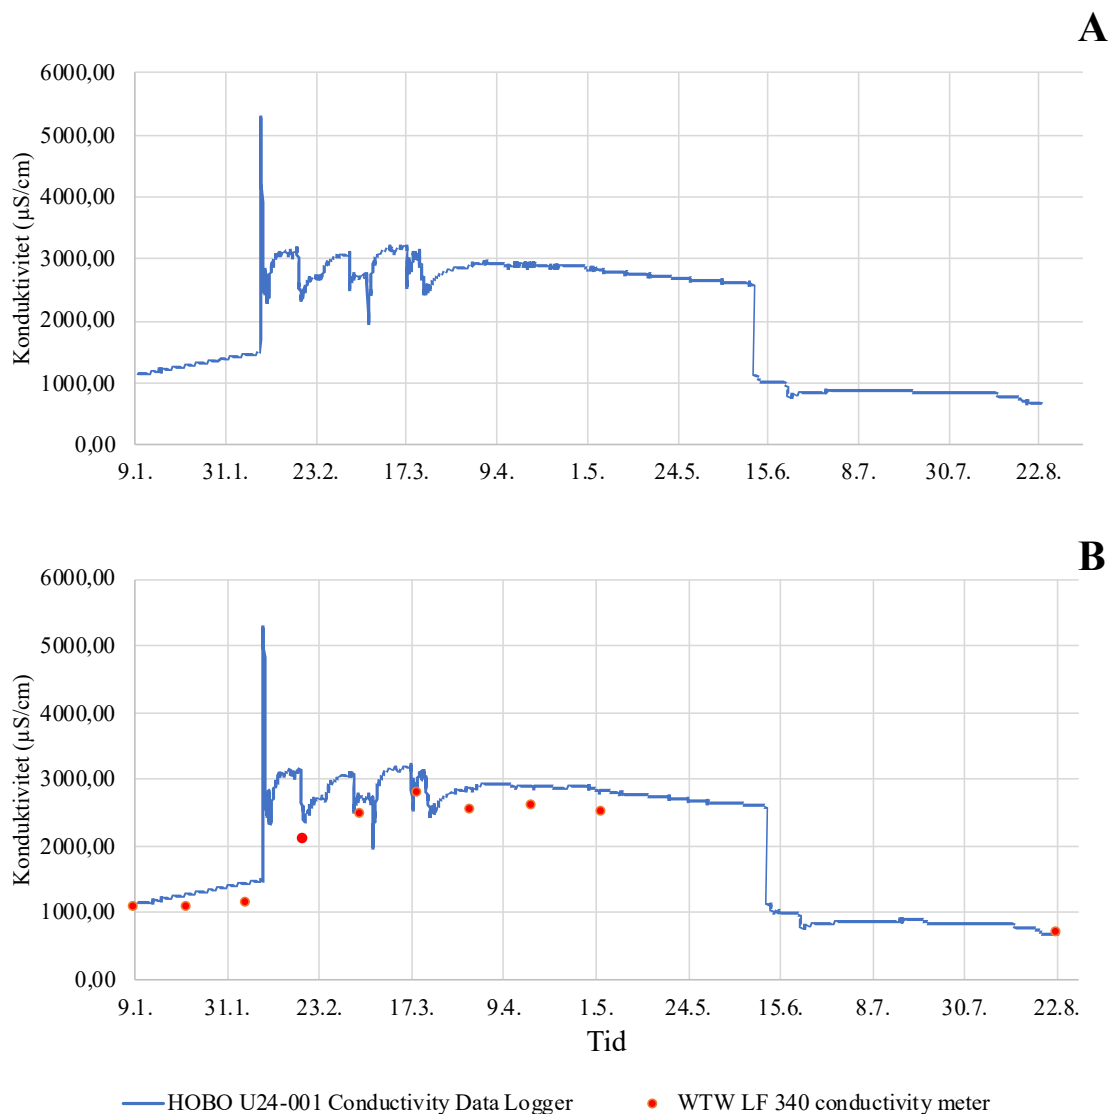 A
Konduktivitet (µS/cm)
6000,00
5000,00
4000,00
3000,00
2000,00
1000,00
0,00
9.1. 31.1. 23.2. 17.3. 9.4. 1.5. 24.5. 15.6. 8.7. 30.7. 22.8.
B
Konduktivitet (µS/cm)
6000,00
5000,00
4000,00
3000,00
2000,00
1000,00
0,00
9.1. 31.1. 23.2. 17.3. 9.4. 1.5. 24.5. 15.6. 8.7. 30.7. 22.8.
Tid
HOBO U24-001 Conductivity Data Logger WTW LF 340 conductivity meter